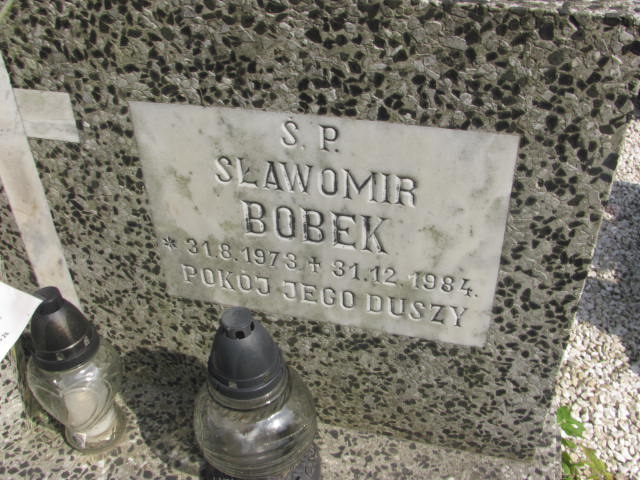 Ś. P.
SŁAWOMIR
BOBEK
* 31.8.1973 + 31.12.1984.
POKÓJ JEGO DUSZY